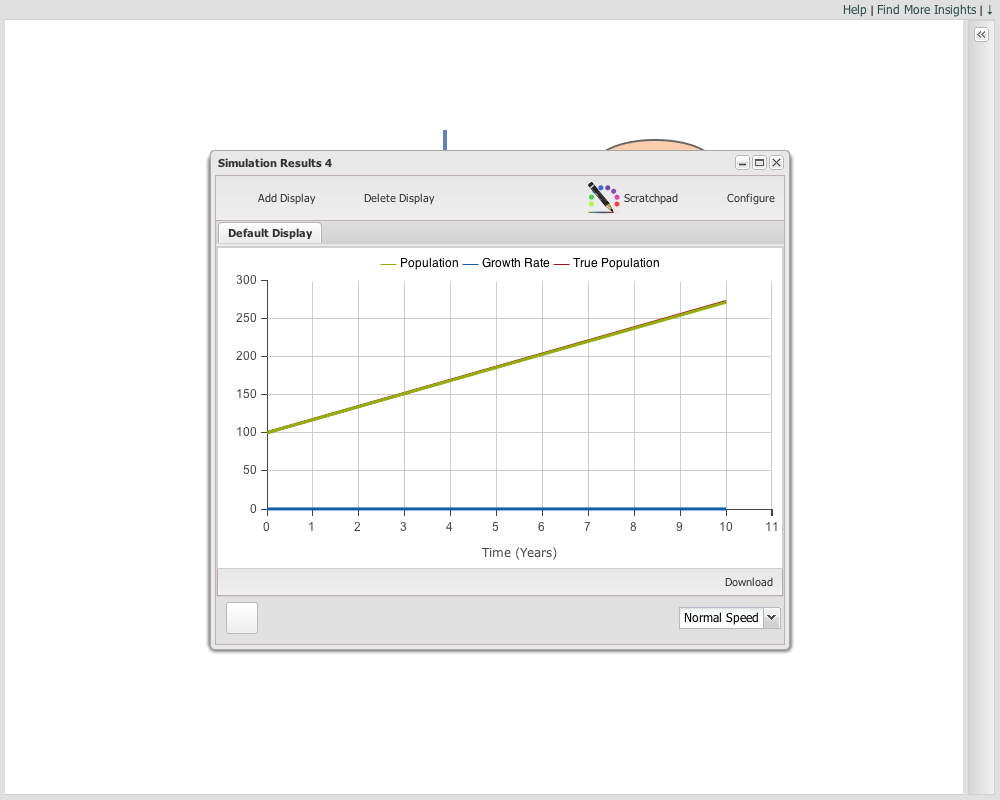 Help | Find More Insights | ↓
Simulation Results 4
Add Display Delete Display Scratchpad Configure
Default Display
Population Growth Rate True Population
300
250
200
150
100
50
0
0 1 2 3 4 5 6 7 8 9 10 11
Time (Years)
Download
Normal Speed